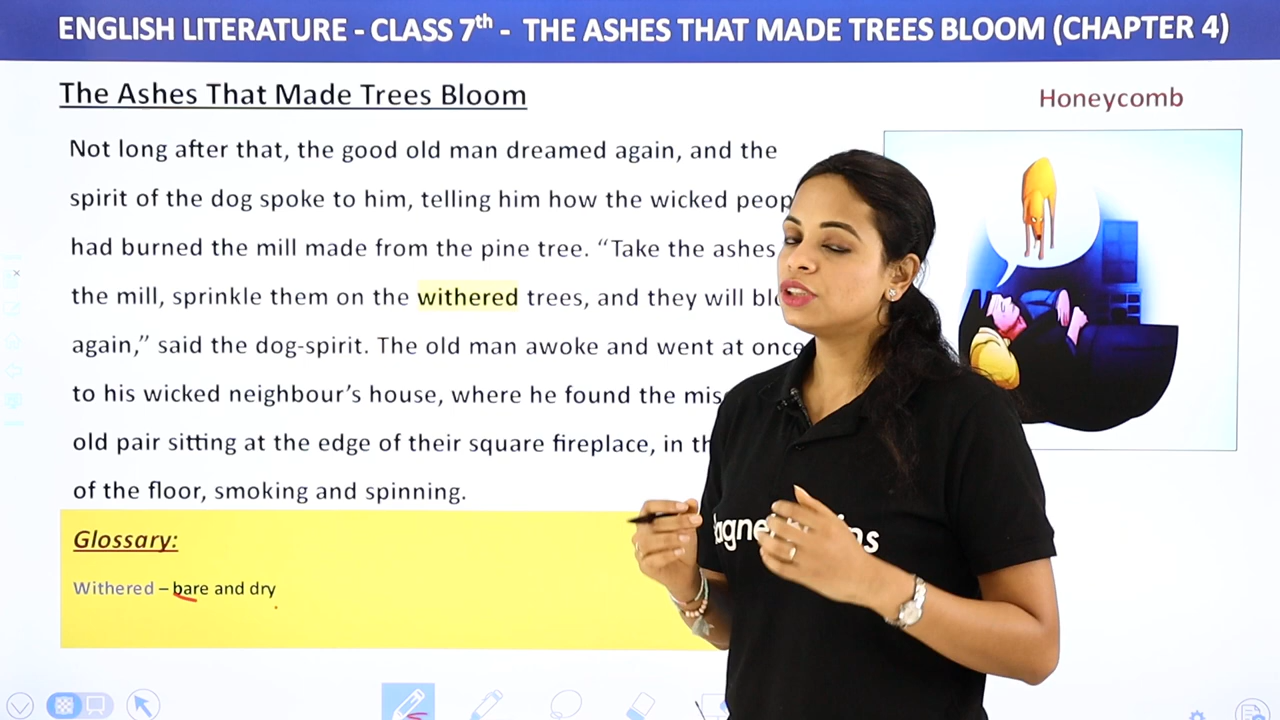 ENGLISH LITERATURE - CLASS 7th - THE ASHES THAT MADE TREES BLOOM (CHAPTER 4)
The Ashes That Made Trees Bloom
Honeycomb
Not long after that, the good old man dreamed again, and the
spirit of the dog spoke to him, telling him how the wicked
had burned the mill made from the pine tree. “Take the ashes
the mill, sprinkle them on the withered trees, and they will
again,” said the dog-spirit. The old man awoke and went at once
to his wicked neighbour’s house, where he found the
old pair sitting at the edge of their square fireplace, in
of the floor, smoking and spinning.
Glossary:
Withered – bare and dry